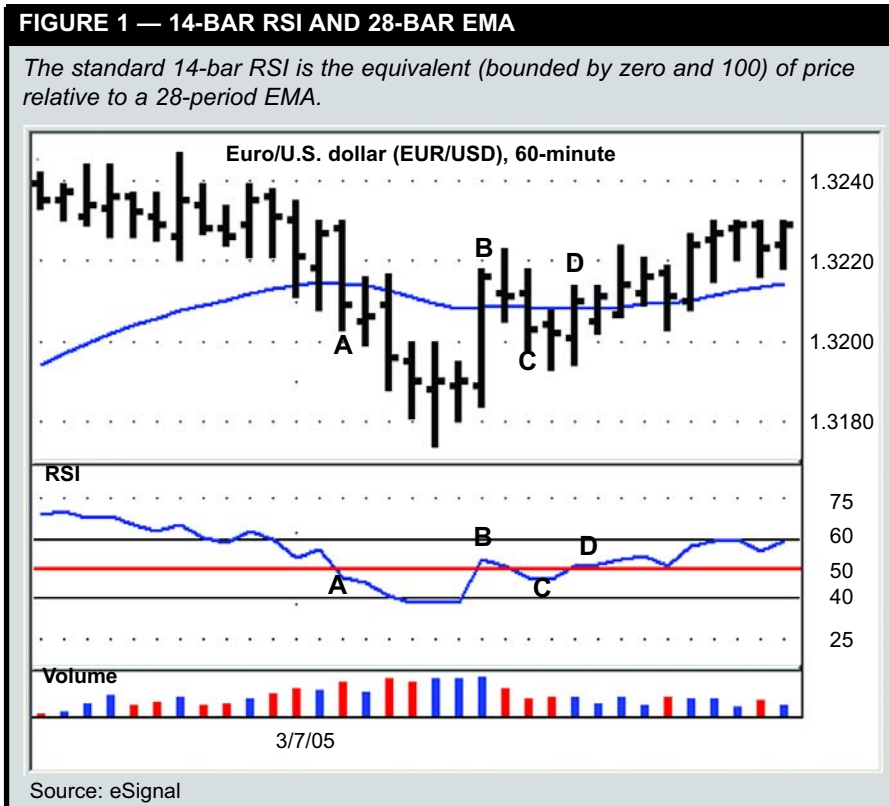 FIGURE 1 — 14-BAR RSI AND 28-BAR EMA
The standard 14-bar RSI is the equivalent (bounded by zero and 100) of price
relative to a 28-period EMA.
Euro/U.S. dollar (EUR/USD), 60-minute
1.3240
B
D
1.3220
A
C
1.3200
1.3180
RSI
75
B
D
60
50
A
C
40
25
Volume
3/7/05
Source: eSignal